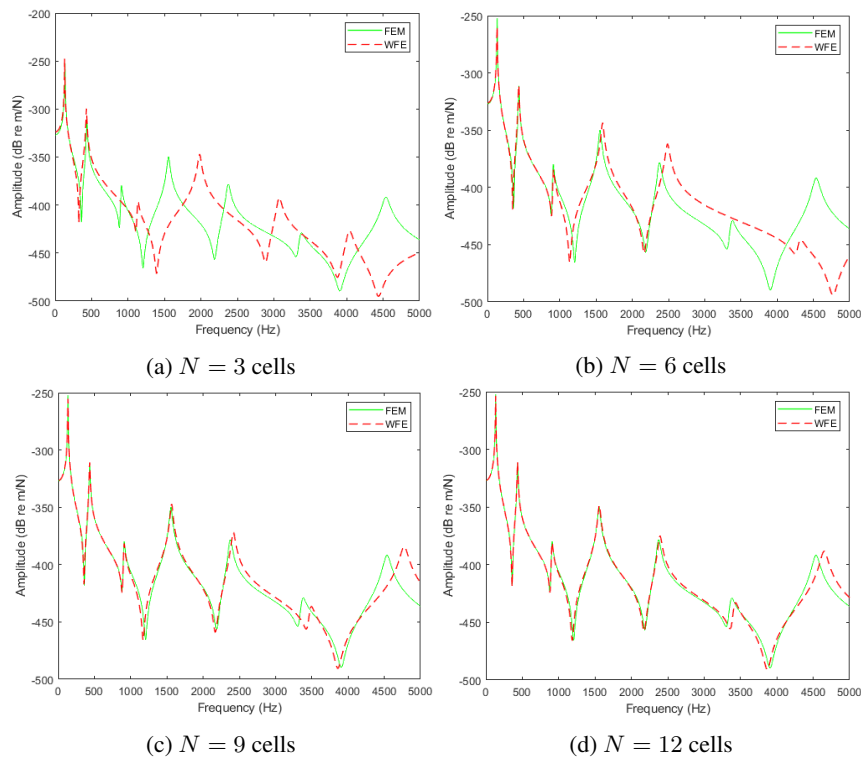 -200
-250
-300
-350
-400
-450
-500
Amplitude (dB re m/N)
0 500 1000 1500 2000 2500 3000 3500 4000 4500 5000
Frequency (Hz)
FEM
WFE
(a) N = 3 cells
-250
-300
-350
-400
-450
-500
Amplitude (dB re m/N)
0 500 1000 1500 2000 2500 3000 3500 4000 4500 5000
Frequency (Hz)
FEM
WFE
(b) N = 6 cells
-250
-300
-350
-400
-450
-500
Amplitude (dB re m/N)
0 500 1000 1500 2000 2500 3000 3500 4000 4500 5000
Frequency (Hz)
FEM
WFE
(c) N = 9 cells
-250
-300
-350
-400
-450
-500
Amplitude (dB re m/N)
0 500 1000 1500 2000 2500 3000 3500 4000 4500 5000
Frequency (Hz)
FEM
WFE
(d) N = 12 cells